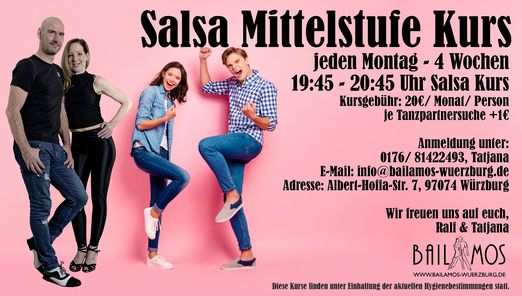 Salsa Mittelstufe Kurs
jeden Montag - 4 Wochen
19:45 - 20:45 Uhr Salsa Kurs
Kursgebühr: 20€/ Monat/ Person
je Tanzpartnersuche +1€
Anmeldung unter:
0176/ 81422493, Tatjana
E-Mail: info@bailamos-wuerzburg.de
Adresse: Albert-Hoffa-Str. 7, 97074 Würzburg
Wir freuen uns auf euch,
Ralf & Tatjana
BAILAMOS
WWW.BAILAMOS-WUERZBURG.DE
Diese Kurse finden unter Einhaltung der aktuellen Hygienebestimmungen statt.